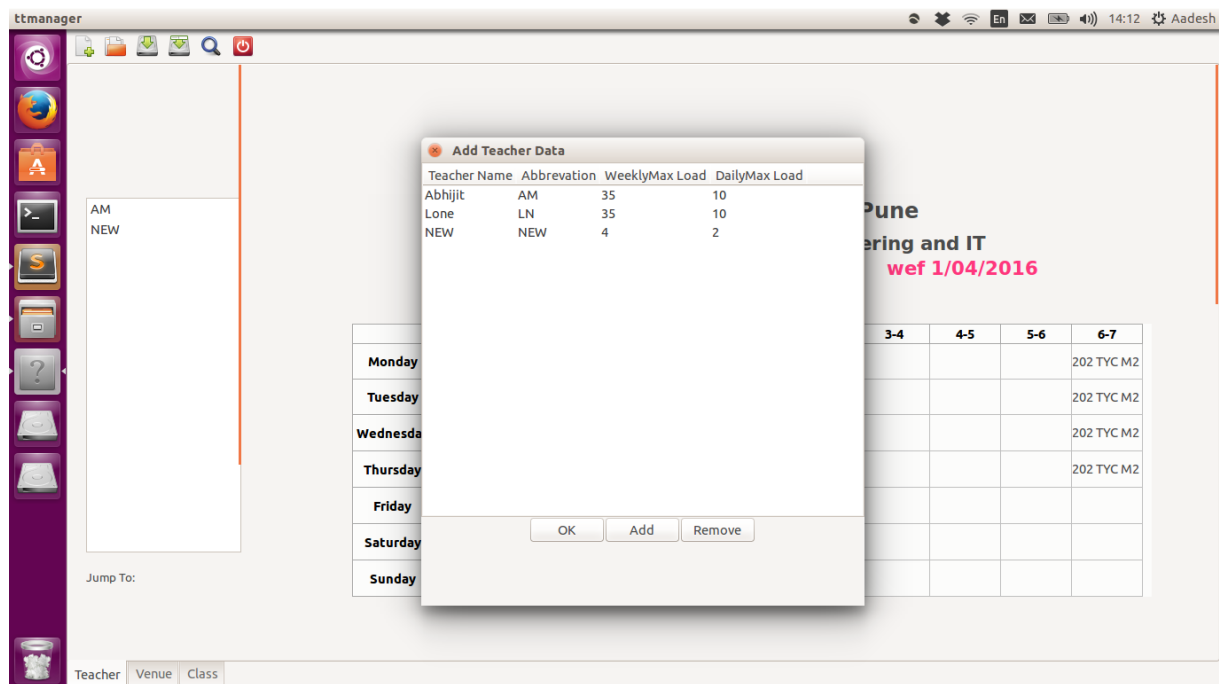 ttmanager
En
14:12
Aadesh
AM
NEW
Jump To:
Add Teacher Data
Teacher Name Abbrevation WeeklyMax Load DailyMax Load
Abhijit AM 35 10
Lone LN 35 10
NEW NEW 4 2
OK Add Remove
Pune
ering and IT
wef 1/04/2016
3-4 4-5 5-6 6-7
Monday 202 TYC M2
Tuesday 202 TYC M2
Wednesda 202 TYC M2
Thursday 202 TYC M2
Friday
Saturday
Sunday
Teacher Venue Class